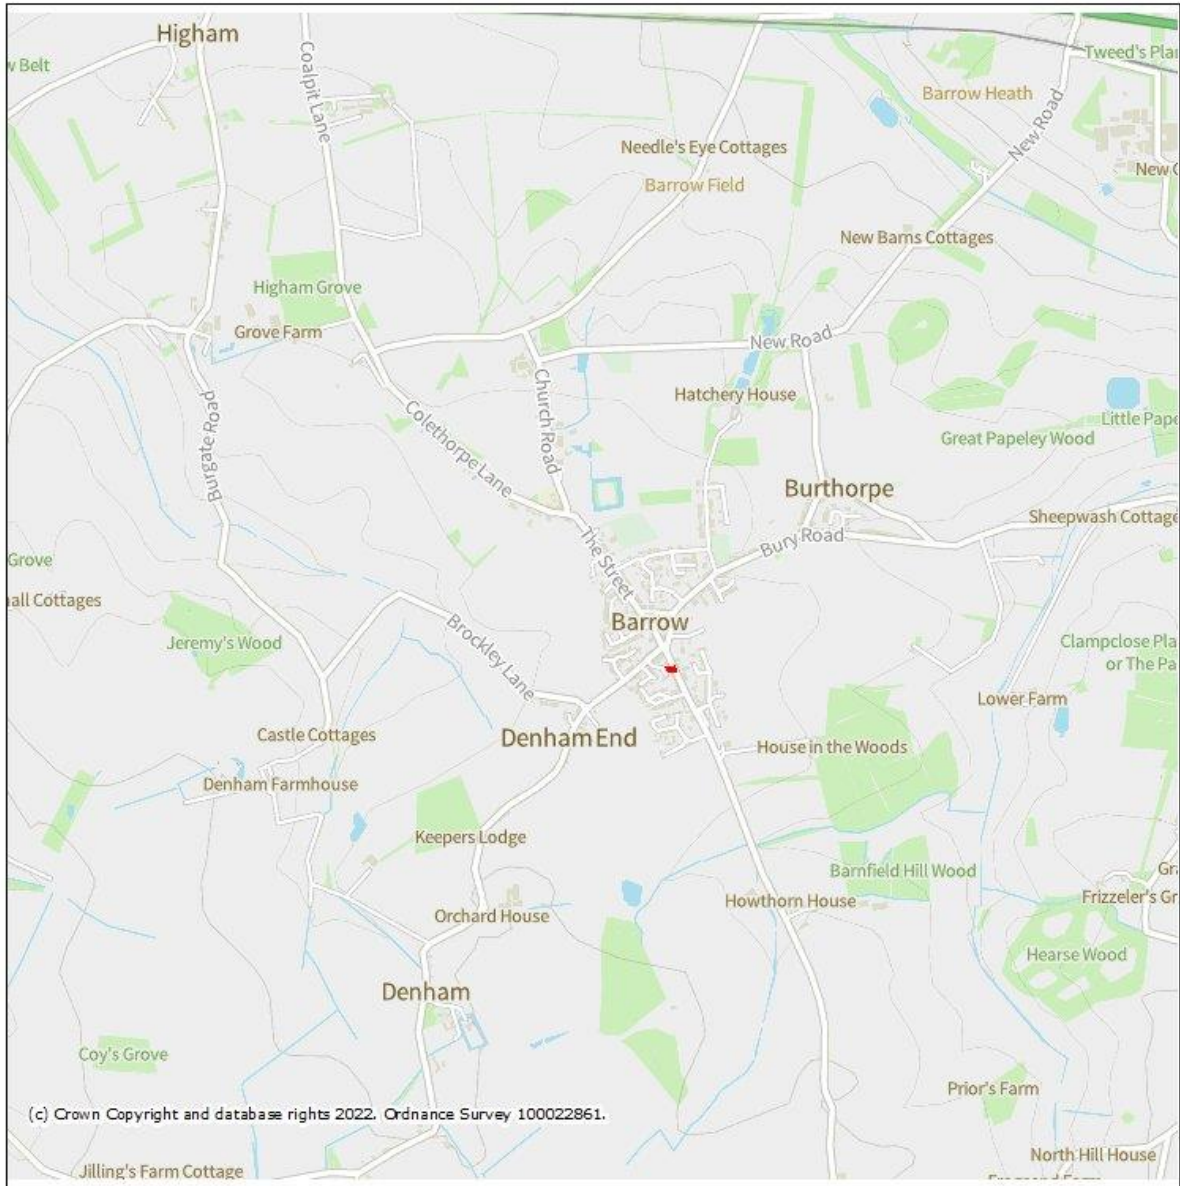 Higham
Coalpit Lane
w Belt
Tweed's Plan
Barrow Heath
New Road
Needle's Eye Cottages
Barrow Field
New C
New Barns Cottages
Higham Grove
Grove Farm
New Road
Church Road
Hatchery House
Burgate Road
Colethorpe Lane
Little Pape
Great Papeley Wood
Burthorpe
Sheepwash Cottage
Bury Road
The Street
Grove
all Cottages
Barrow
Jeremy's Wood
Brockley Lane
Clampclose Pla
or The Pa
Lower Farm
Castle Cottages
Denham End
House in the Woods
Denham Farmhouse
Keepers Lodge
Barnfield Hill Wood
Gra
Howthorn House
Frizzeler's Gr
Orchard House
Hearse Wood
Denham
Coy's Grove
Prior's Farm
(c) Crown Copyright and database rights 2022. Ordnance Survey 100022861.
North Hill House
Jilling's Farm Cottage